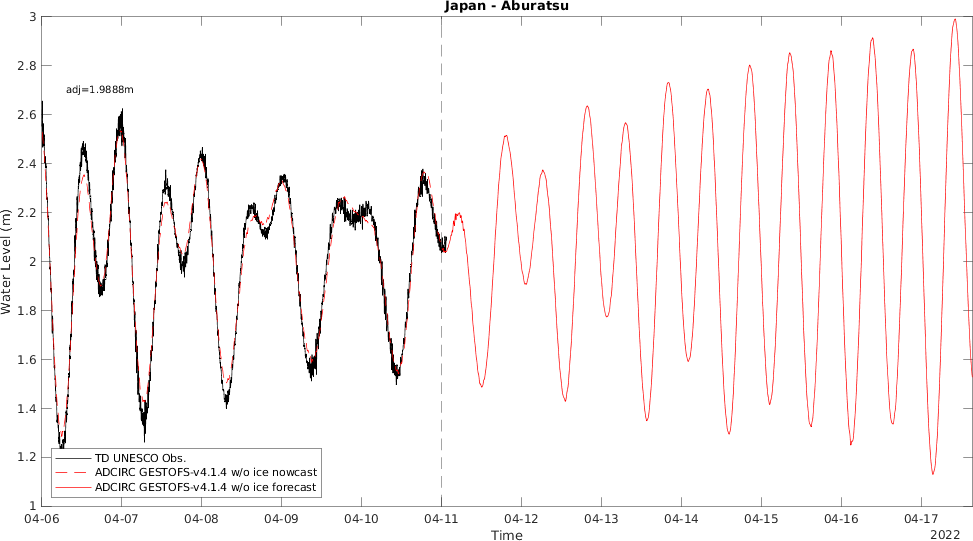 Japan - Aburatsu
3
2.8
2.6
2.4
2.2
2
1.8
1.6
1.4
1.2
1
Water Level (m)
adj=1.9888m
TD UNESCO Obs.
ADCIRC GESTOFS-v4.1.4 w/o ice nowcast
ADCIRC GESTOFS-v4.1.4 w/o ice forecast
04-06 04-07 04-08 04-09 04-10 04-11 04-12 04-13 04-14 04-15 04-16 04-17
Time
2022